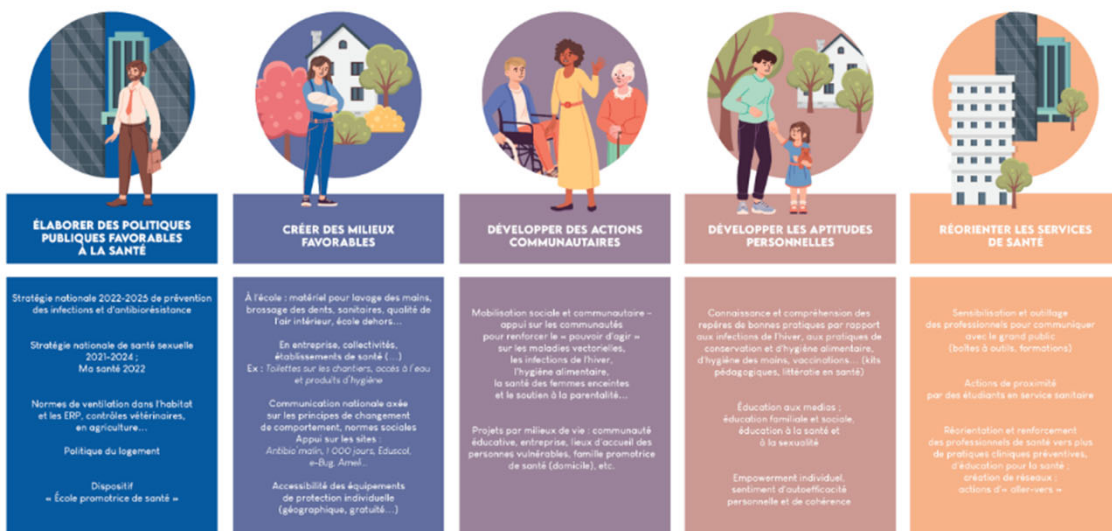 ÉLABORER DES POLITIQUES
PUBLIQUES FAVORABLES
À LA SANTÉ
Stratégie nationale 2022-2025 de prévention
des infections et d'antibiorésistance
Stratégie nationale de santé sexuelle
2021-2024 ;
Ma santé 2022
Normes de ventilation dans l'habitat
et les ERP, contrôles vétérinaires,
en agriculture...
Politique du logement
Dispositif
« École promotrice de santé »
CRÉER DES MILIEUX
FAVORABLES
À l'école : matériel pour lavage des mains,
brossage des dents, sanitaires, qualité de
l'air intérieur, école dehors...
En entreprise, collectivités,
établissements de santé (...)
Ex : Toilettes sur les chantiers, accès à l'eau
et produits d'hygiène
Communication nationale axée
sur les principes de changement
de comportement, normes sociales
Appui sur les sites :
Antibio'malin, 1 000 jours, Eduscol,
e-Bug, Ameli...
Accessibilité des équipements
de protection individuelle
(géographique, gratuité...)
DÉVELOPPER DES ACTIONS
COMMUNAUTAIRES
Mobilisation sociale et communautaire –
appui sur les communautés
pour renforcer le « pouvoir d'agir »
sur les maladies vectorielles,
les infections de l'hiver,
l'hygiène alimentaire,
la santé des femmes enceintes
et le soutien à la parentalité...
Projets par milieux de vie : communauté
éducative, entreprise, lieux d'accueil des
personnes vulnérables, famille promotrice
de santé (domicile), etc.
DÉVELOPPER LES APTITUDES
PERSONNELLES
Connaissance et compréhension des
repères de bonnes pratiques par rapport
aux infections de l'hiver, aux pratiques de
conservation et d'hygiène alimentaire,
d'hygiène des mains, vaccinations... (kits
pédagogiques, littératie en santé)
Éducation aux medias ;
éducation familiale et sociale,
éducation à la santé et
à la sexualité
Empowerment individuel,
sentiment d'autoefficacité
personnelle et de cohérence
RÉORIENTER LES SERVICES
DE SANTÉ
Sensibilisation et outillage
des professionnels pour communiquer
avec le grand public
(boîtes à outils, formations)
Actions de proximité
par des étudiants en service sanitaire
Réorientation et renforcement
des professionnels de santé vers plus
de pratiques cliniques préventives,
d'éducation pour la santé ;
création de réseaux ;
actions d'« aller-vers »